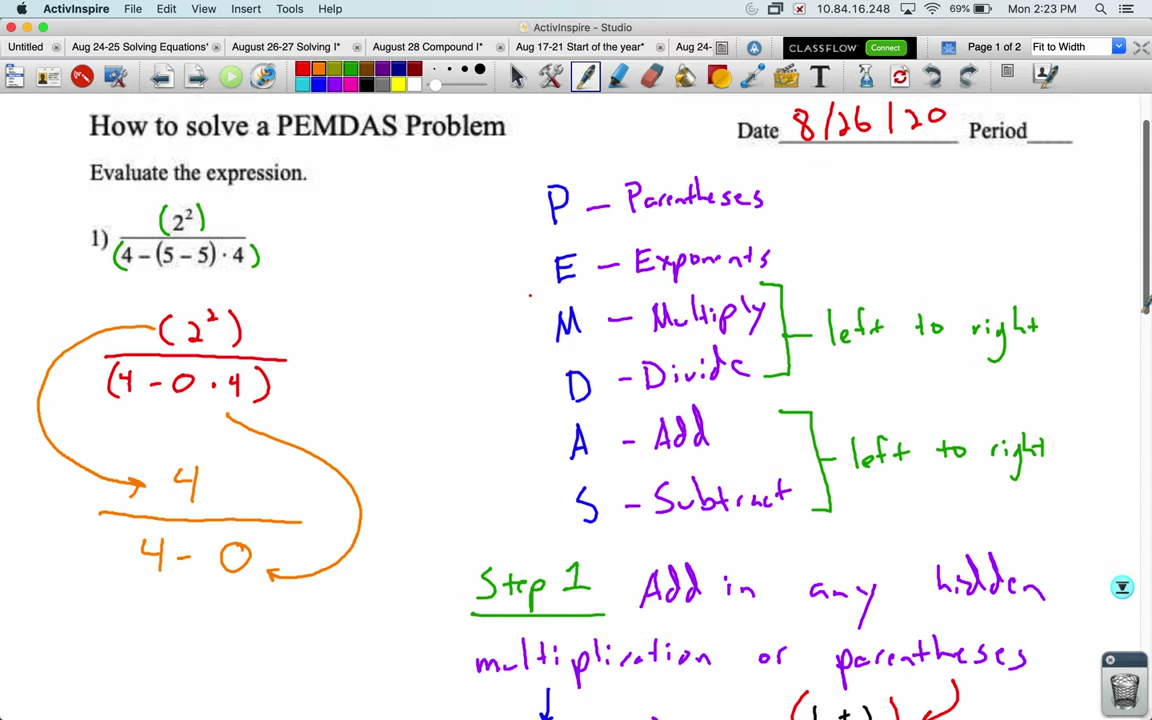 ActivInspire File Edit View Insert Tools Help 10.84.16.248 69% Mon 2:23 PM
ActivInspire - Studio
Untitled Aug 24-25 Solving Equations' August 26-27 Solving I* August 28 Compound I* Aug 17-21 Start of the year* Aug 24- CLASSFLOW Connect Page 1 of 2 Fit to Width
How to solve a PEMDAS Problem
Date 8/26/20 Period
Evaluate the expression.
(2²)
1) (4 – (5 – 5) · 4)
P – Parentheses
E – Exponents
M – Multiply
D – Divide
left to right
A – Add
S – Subtract
left to right
(2²)
(4 – 0 · 4)
4
4 – 0
Step 1 Add in any hidden
multiplication or parentheses